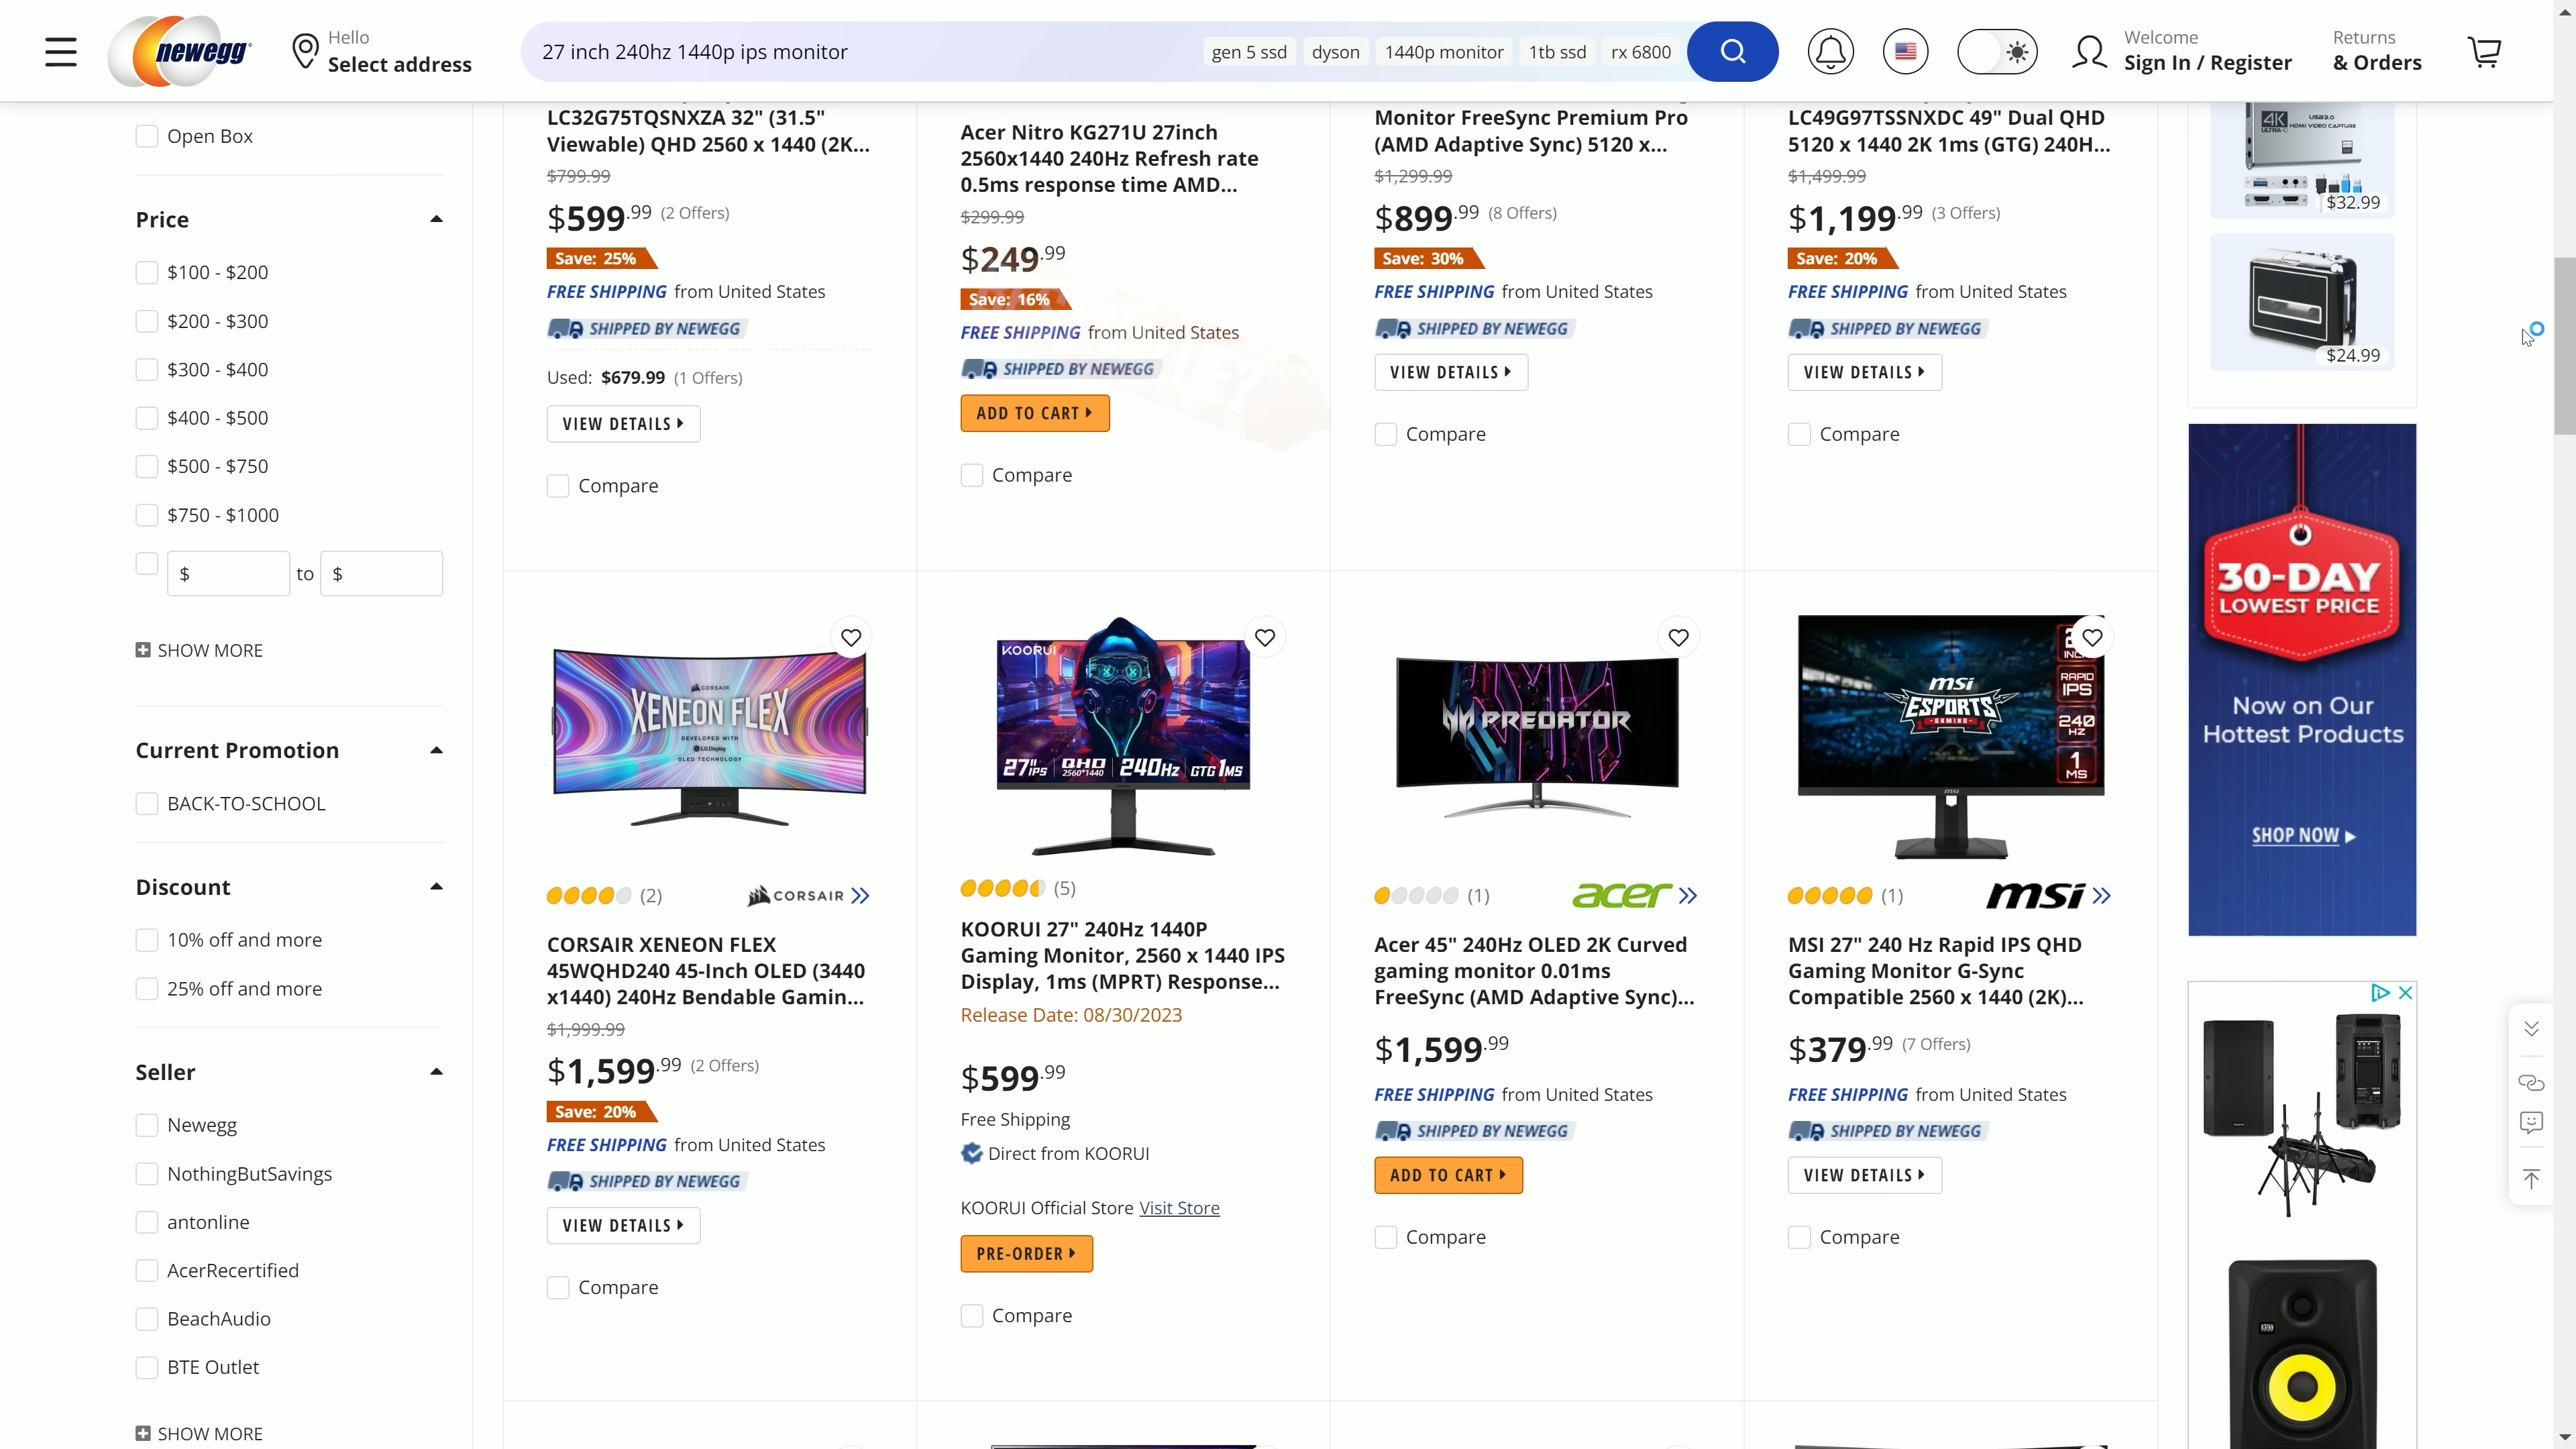 newegg
Hello
Select address
27 inch 240hz 1440p ips monitor
gen 5 ssd
dyson
1440p monitor
1tb ssd
rx 6800
Welcome
Sign In / Register
Returns
& Orders
Open Box
Price
$100 - $200
$200 - $300
$300 - $400
$400 - $500
$500 - $750
$750 - $1000
$ to $
SHOW MORE
Current Promotion
BACK-TO-SCHOOL
Discount
10% off and more
25% off and more
Seller
Newegg
NothingButSavings
antonline
AcerRecertified
BeachAudio
BTE Outlet
SHOW MORE
LC32G75TQSNXZA 32" (31.5"
Viewable) QHD 2560 x 1440 (2K...
$799.99
$599.99 (2 Offers)
Save: 25%
FREE SHIPPING from United States
SHIPPED BY NEWEGG
Used: $679.99 (1 Offers)
VIEW DETAILS
Compare
Acer Nitro KG271U 27inch
2560x1440 240Hz Refresh rate
0.5ms response time AMD...
$299.99
$249.99
Save: 16%
FREE SHIPPING from United States
SHIPPED BY NEWEGG
ADD TO CART
Compare
Monitor FreeSync Premium Pro
(AMD Adaptive Sync) 5120 x...
$1,299.99
$899.99 (8 Offers)
Save: 30%
FREE SHIPPING from United States
SHIPPED BY NEWEGG
VIEW DETAILS
Compare
LC49G97TSSNXDC 49" Dual QHD
5120 x 1440 2K 1ms (GTG) 240H...
$1,499.99
$1,199.99 (3 Offers)
Save: 20%
FREE SHIPPING from United States
SHIPPED BY NEWEGG
VIEW DETAILS
Compare
CORSAIR
XENEON FLEX
DEVELOPED WITH
LG Display
OLED TECHNOLOGY
(2)
CORSAIR
CORSAIR XENEON FLEX
45WQHD240 45-Inch OLED (3440
x1440) 240Hz Bendable Gamin...
$1,999.99
$1,599.99 (2 Offers)
Save: 20%
FREE SHIPPING from United States
SHIPPED BY NEWEGG
VIEW DETAILS
Compare
KOORUI
27" IPS QHD 2560*1440 240Hz GTG 1MS
(5)
KOORUI 27" 240Hz 1440P
Gaming Monitor, 2560 x 1440 IPS
Display, 1ms (MPRT) Response...
Release Date: 08/30/2023
$599.99
Free Shipping
Direct from KOORUI
KOORUI Official Store Visit Store
PRE-ORDER
Compare
PREDATOR
(1)
acer
Acer 45" 240Hz OLED 2K Curved
gaming monitor 0.01ms
FreeSync (AMD Adaptive Sync)...
$1,599.99
FREE SHIPPING from United States
SHIPPED BY NEWEGG
ADD TO CART
Compare
msi
ESPORTS
GAMING
RAPID
IPS
240
HZ
1
MS
msi
(1)
msi
MSI 27" 240 Hz Rapid IPS QHD
Gaming Monitor G-Sync
Compatible 2560 x 1440 (2K)...
$379.99 (7 Offers)
FREE SHIPPING from United States
SHIPPED BY NEWEGG
VIEW DETAILS
Compare
4K
ULTRA
USB3.0
HDMI VIDEO CAPTURE
$32.99
$24.99
30-DAY
LOWEST PRICE
Now on Our
Hottest Products
SHOP NOW
KRK